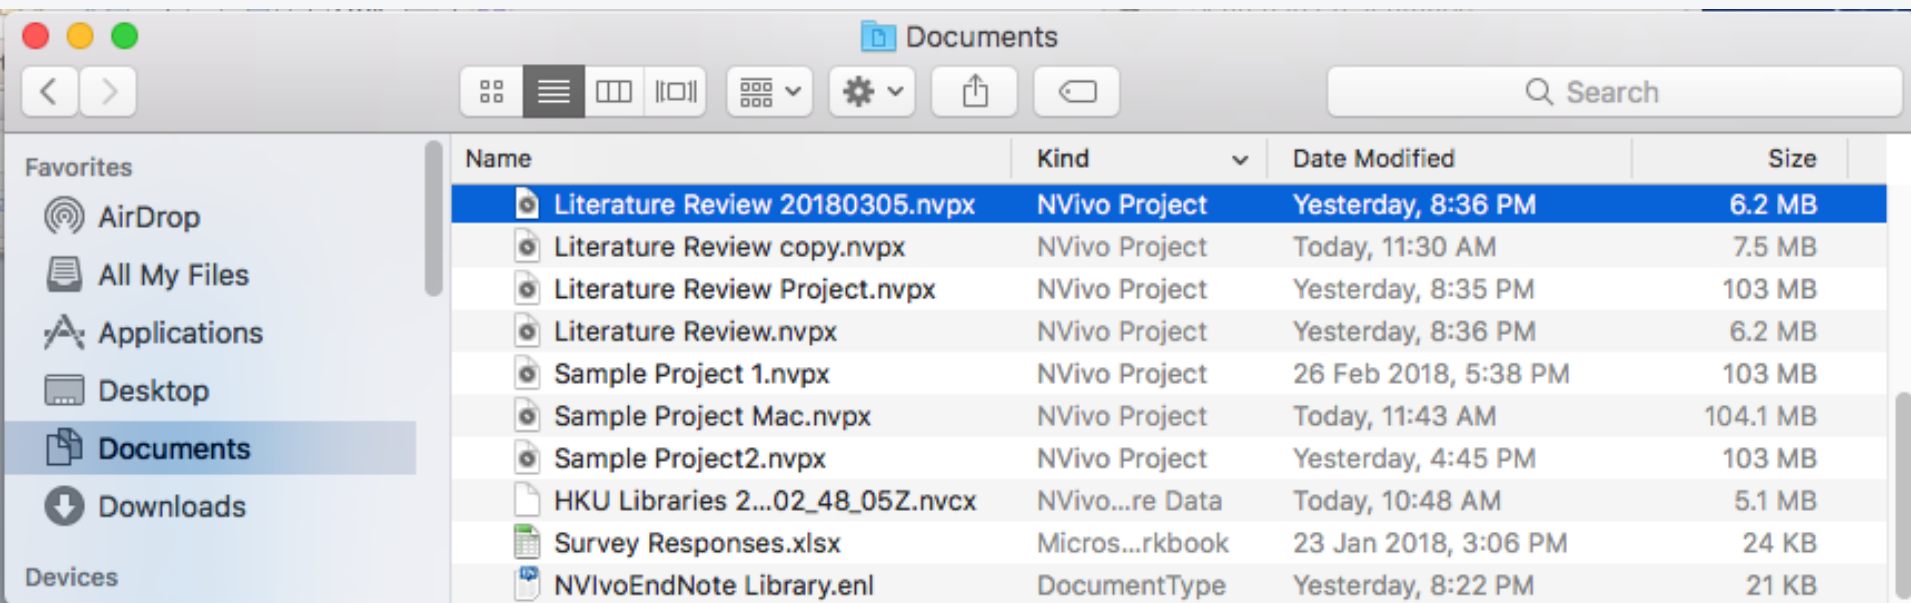 Documents
Search
Favorites
AirDrop
All My Files
Applications
Desktop
Documents
Downloads
Devices
Name Kind Date Modified Size
Literature Review 20180305.nvpx NVivo Project Yesterday, 8:36 PM 6.2 MB
Literature Review copy.nvpx NVivo Project Today, 11:30 AM 7.5 MB
Literature Review Project.nvpx NVivo Project Yesterday, 8:35 PM 103 MB
Literature Review.nvpx NVivo Project Yesterday, 8:36 PM 6.2 MB
Sample Project 1.nvpx NVivo Project 26 Feb 2018, 5:38 PM 103 MB
Sample Project Mac.nvpx NVivo Project Today, 11:43 AM 104.1 MB
Sample Project2.nvpx NVivo Project Yesterday, 4:45 PM 103 MB
HKU Libraries 2...02_48_05Z.nvcx NVivo...re Data Today, 10:48 AM 5.1 MB
Survey Responses.xlsx Micros...rkbook 23 Jan 2018, 3:06 PM 24 KB
NVIvoEndNote Library.enl DocumentType Yesterday, 8:22 PM 21 KB